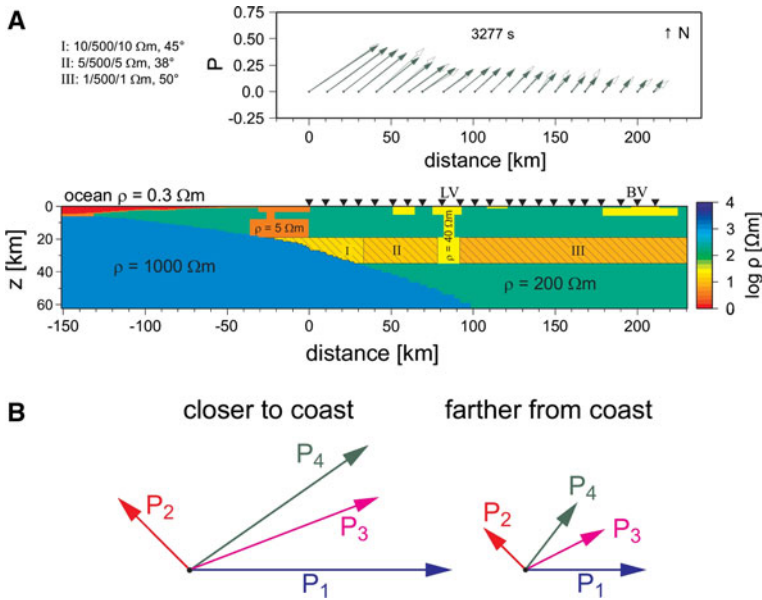 A
I: 10/500/10 Ωm, 45°
II: 5/500/5 Ωm, 38°
III: 1/500/1 Ωm, 50°
3277 s
↑ N
P
0.75
0.50
0.25
0.0
-0.25
0 50 100 150 200
distance [km]
ocean ρ = 0.3 Ωm
LV
BV
ρ = 5 Ωm
ρ = 40 Ωm
I
II
III
ρ = 1000 Ωm
ρ = 200 Ωm
z [km]
0
20
40
60
-150 -100 -50 0 50 100 150 200
distance [km]
4
3
2
1
0
log ρ [Ωm]
B
closer to coast
farther from coast
P4
P2
P3
P1
P4
P2
P3
P1